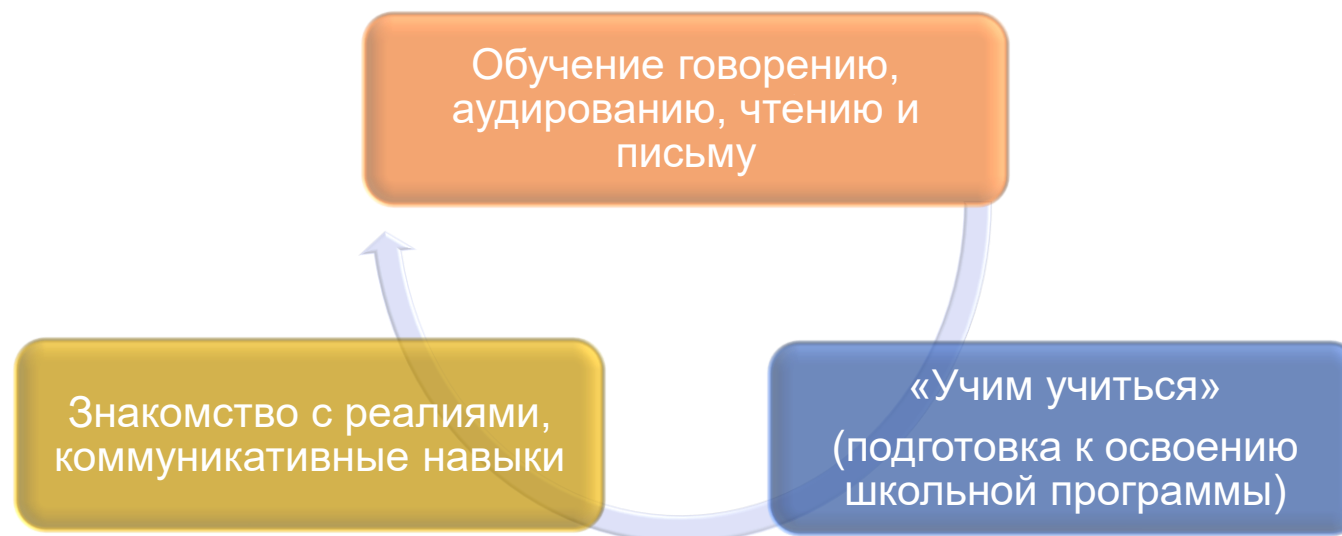 Обучение говорению,
аудированию, чтению и
письму
Знакомство с реалиями,
коммуникативные навыки
«Учим учиться»
(подготовка к освоению
школьной программы)